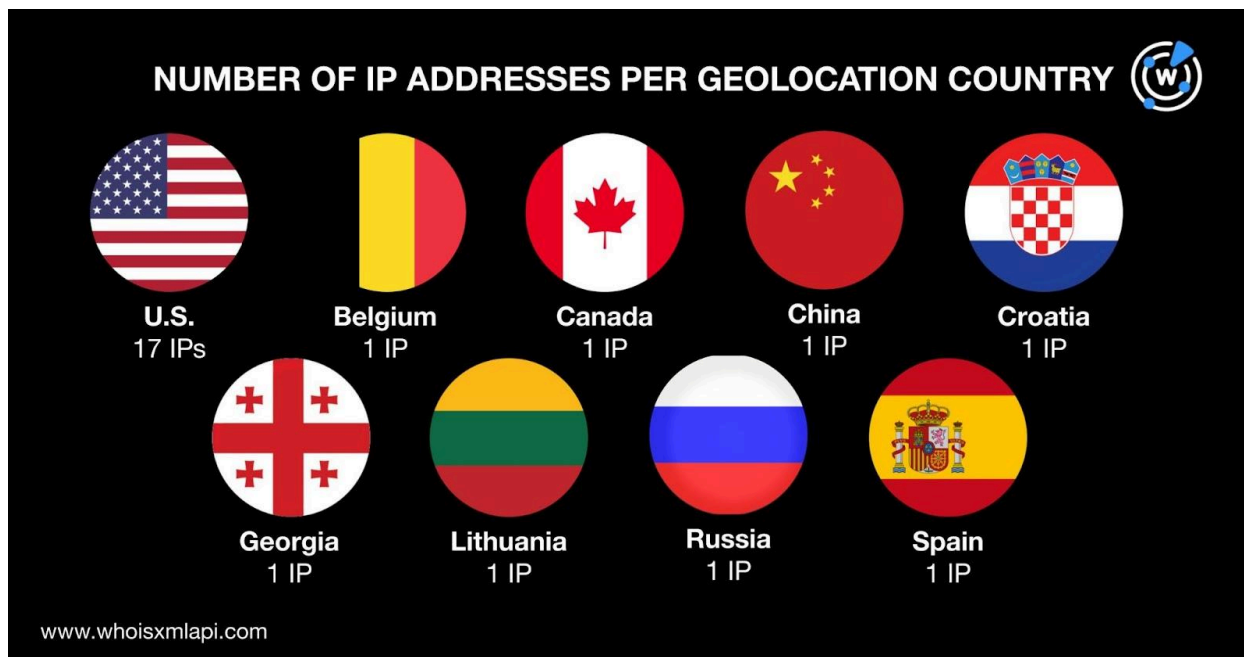 NUMBER OF IP ADDRESSES PER GEOLOCATION COUNTRY
W
U.S.
17 IPs
Belgium
1 IP
Canada
1 IP
China
1 IP
Croatia
1 IP
Georgia
1 IP
Lithuania
1 IP
Russia
1 IP
Spain
1 IP
www.whoisxmlapi.com